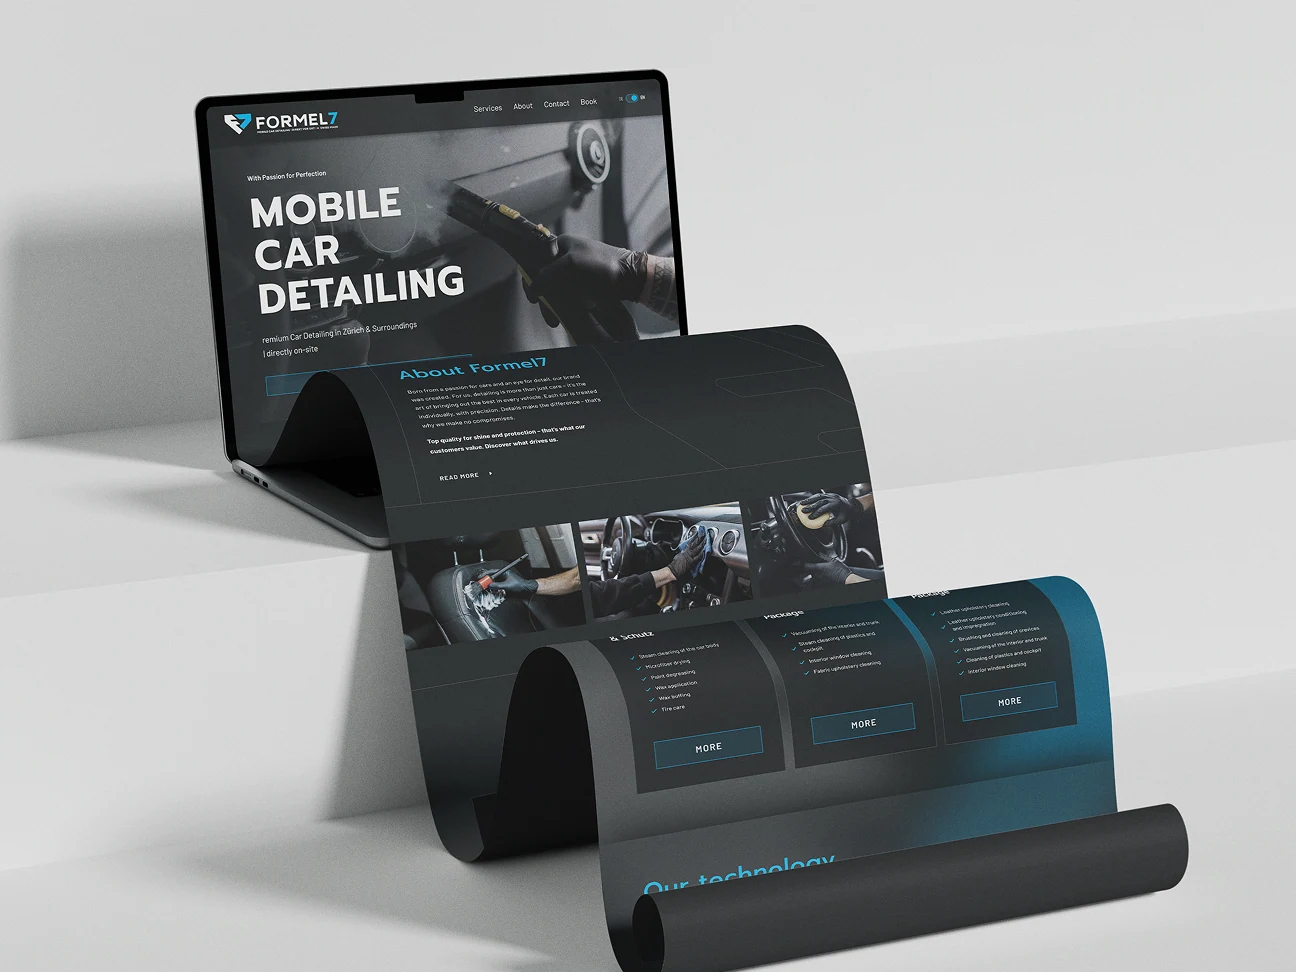 FORMEL7
Services
About
Contact
Book
EN
With Passion for Perfection
MOBILE
CAR
DETAILING
remium Car Detailing in Zürich & Surroundings
| directly on-site
About Formel7
Born from a passion for cars and an eye for detail, our brand
was created. For us, detailing is more than just care – it's the
art of bringing out the best in every vehicle. Each car is treated
individually, with precision. Details make the difference – that's
why we make no compromises.
Top quality for shine and protection – that's what our
customers value. Discover what drives us.
READ MORE
& Schutz
Steam cleaning of the car body
Microfiber drying
Paint degreasing
Wax application
Wax buffing
Tire care
MORE
Package
Vacuuming of the interior and trunk
Steam cleaning of plastics and
cockpit
Interior window cleaning
Fabric upholstery cleaning
MORE
Package
Leather upholstery cleaning
Leather upholstery conditioning
and impregnation
Brushing and cleaning of crevices
Vacuuming of the interior and trunk
Cleaning of plastics and cockpit
Interior window cleaning
MORE
Our technology